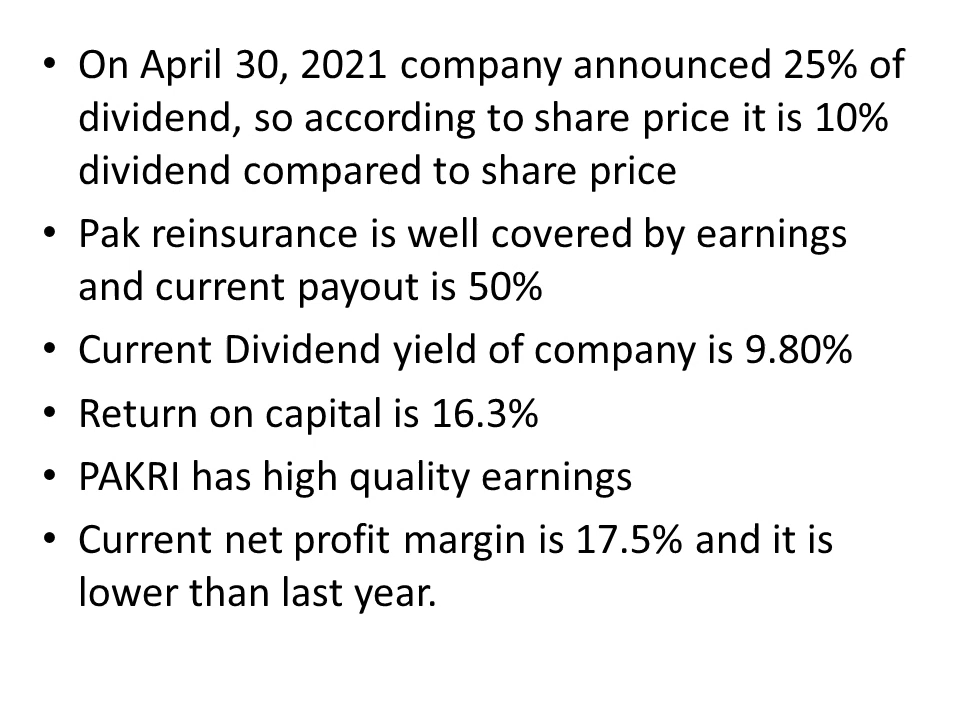 • On April 30, 2021 company announced 25% of
dividend, so according to share price it is 10%
dividend compared to share price
• Pak reinsurance is well covered by earnings
and current payout is 50%
• Current Dividend yield of company is 9.80%
• Return on capital is 16.3%
• PAKRI has high quality earnings
• Current net profit margin is 17.5% and it is
lower than last year.